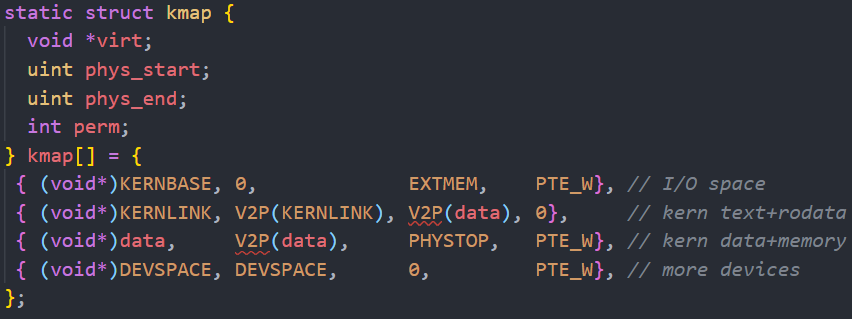 static struct kmap {
  void *virt;
  uint phys_start;
  uint phys_end;
  int perm;
} kmap[] = {
 { (void*)KERNBASE, 0,             EXTMEM,    PTE_W}, // I/O space
 { (void*)KERNLINK, V2P(KERNLINK), V2P(data), 0},     // kern text+rodata
 { (void*)data,     V2P(data),     PHYSTOP,   PTE_W}, // kern data+memory
 { (void*)DEVSPACE, DEVSPACE,      0,         PTE_W}, // more devices
};